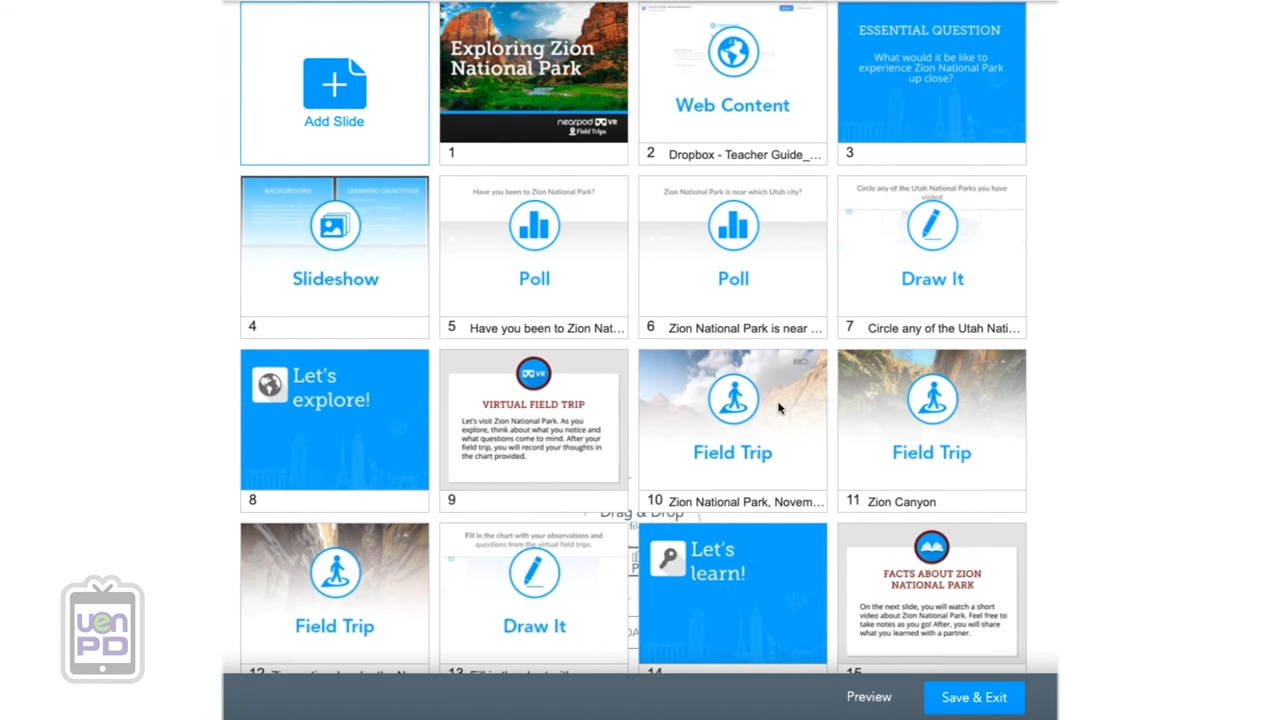 Add Slide
Exploring Zion
National Park
nearpod VR
Field Trips
1
Web Content
2 Dropbox - Teacher Guide_...
ESSENTIAL QUESTION
What would it be like to
experience Zion National Park
up close?
3
BACKGROUND
LEARNING OBJECTIVES
Slideshow
4
Have you been to Zion National Park?
Poll
5 Have you been to Zion Nat...
Zion National Park is near which Utah city?
Poll
6 Zion National Park is near ...
Circle any of the Utah National Parks you have
visited
Draw It
7 Circle any of the Utah Nati...
Let's
explore!
8
VR
VIRTUAL FIELD TRIP
Let's visit Zion National Park. As you
explore, think about what you notice and
what questions come to mind. After your
field trip, you will record your thoughts in
the chart provided.
9
Field Trip
10 Zion National Park, Novem...
Field Trip
11 Zion Canyon
Drag & Drop
Field Trip
12
Fill in the chart with your observations and
questions from the virtual field trips.
Draw It
13
Let's
learn!
14
FACTS ABOUT ZION
NATIONAL PARK
On the next slide, you will watch a short
video about Zion National Park. Feel free to
take notes as you go! After, you will share
what you learned with a partner.
15
uen
PD
Preview
Save & Exit